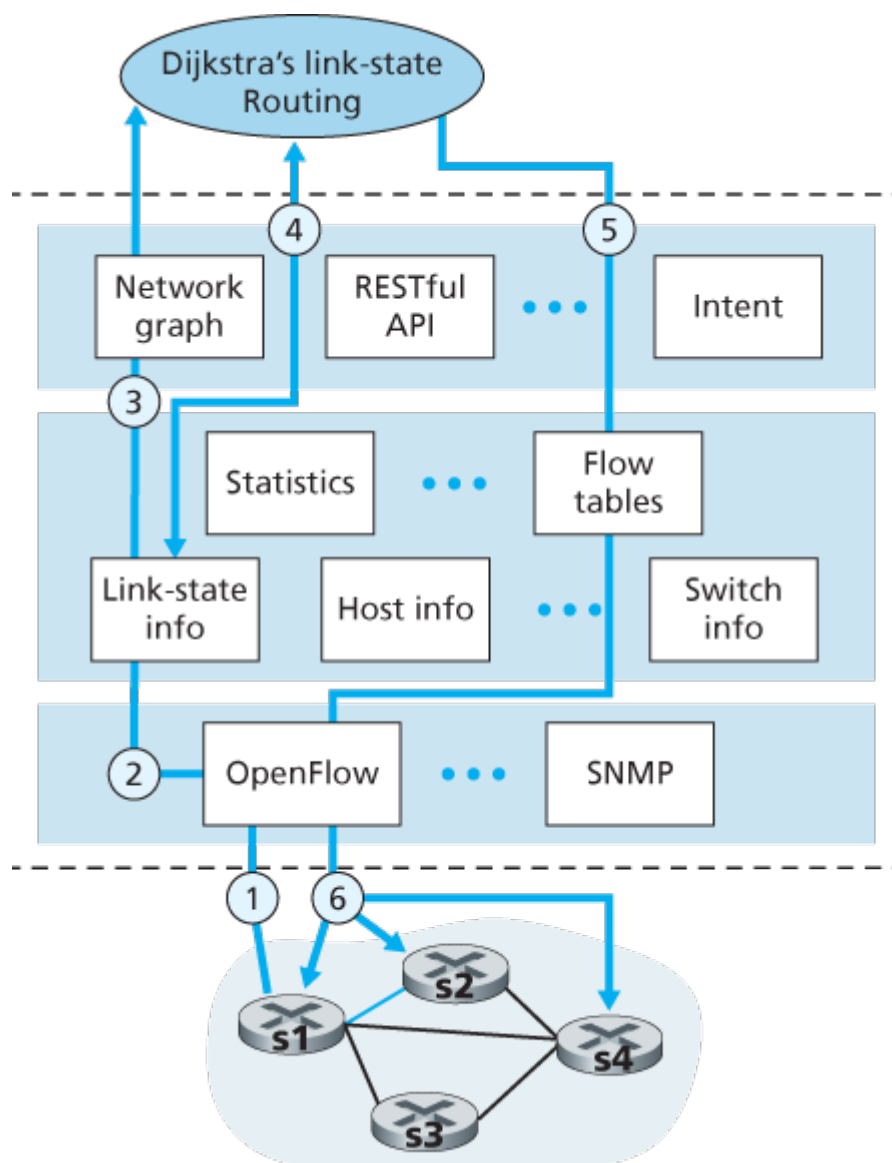 Dijkstra's link-state
Routing
4
5
Network
graph
RESTful
API
Intent
3
Statistics
Flow
tables
Link-state
info
Host info
Switch
info
2
OpenFlow
SNMP
1
6
s2
s1
s4
s3